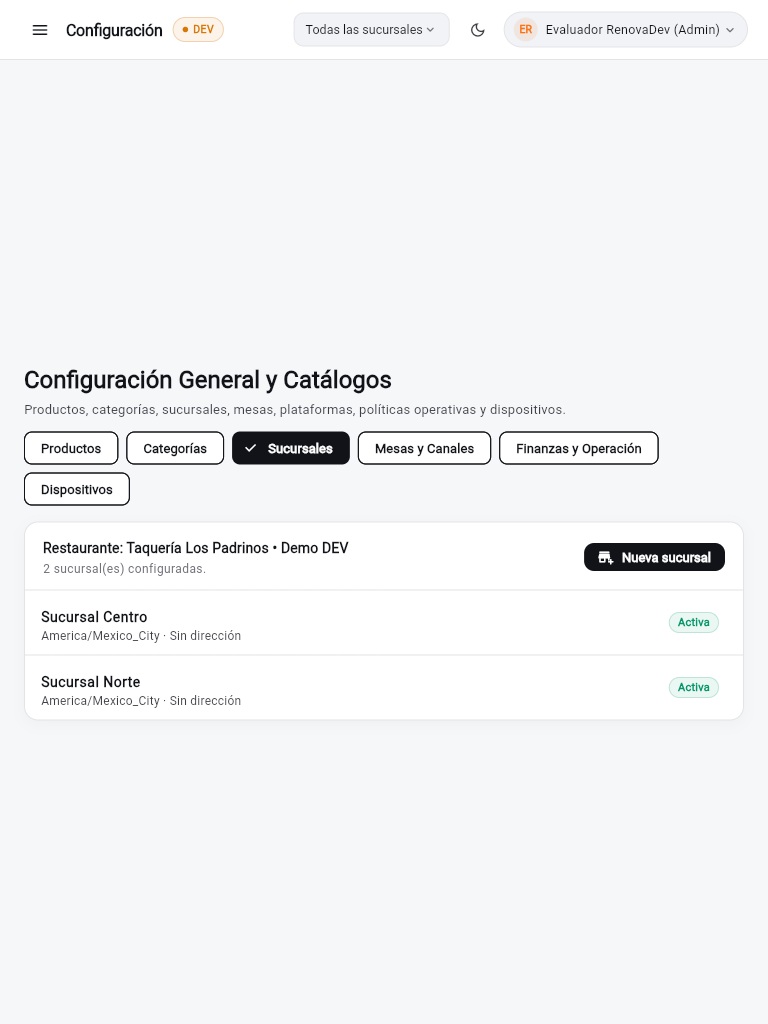 Configuración
DEV
Todas las sucursales
ER
Evaluador RenovaDev (Admin)
Configuración General y Catálogos
Productos, categorías, sucursales, mesas, plataformas, políticas operativas y dispositivos.
Productos
Categorías
Sucursales
Mesas y Canales
Finanzas y Operación
Dispositivos
Restaurante: Taquería Los Padrinos • Demo DEV
2 sucursal(es) configuradas.
Nueva sucursal
Sucursal Centro
America/Mexico_City · Sin dirección
Activa
Sucursal Norte
America/Mexico_City · Sin dirección
Activa